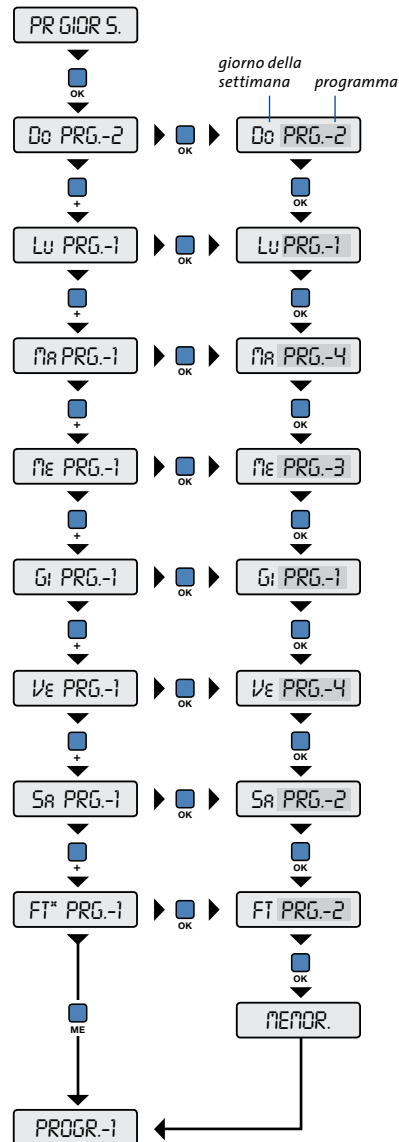 PR GIOR S.
OK
giorno della
settimana programma
Do PRG.-2
OK
Do PRG.-2
+
OK
Lu PRG.-1
OK
Lu PRG.-1
+
OK
Ma PRG.-1
OK
Ma PRG.-4
+
OK
Me PRG.-1
OK
Me PRG.-3
+
OK
Gi PRG.-1
OK
Gi PRG.-1
+
OK
Ve PRG.-1
OK
Ve PRG.-4
+
OK
Sa PRG.-1
OK
Sa PRG.-2
+
OK
FT* PRG.-1
OK
FT PRG.-2
OK
ME
MEMOR.
PROGR.-1